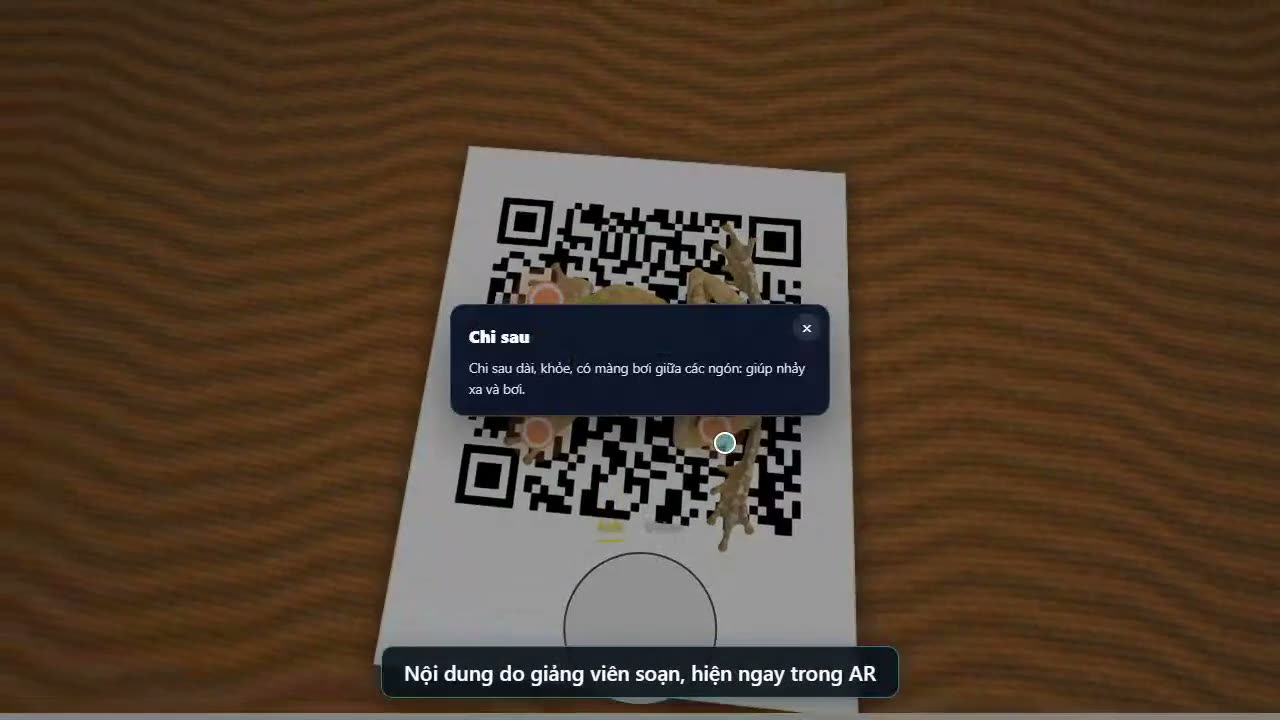 Chi sau
×
Chi sau dài, khỏe, có màng bơi giữa các ngón: giúp nhảy
xa và bơi.
Nội dung do giảng viên soạn, hiện ngay trong AR